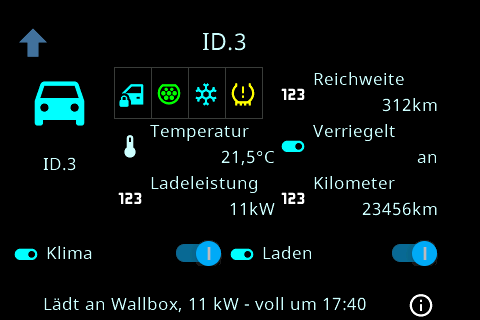 ID.3
123 Reichweite
312km
Temperatur
21,5°C
Verriegelt
an
ID.3
123 Ladeleistung
11kW
123 Kilometer
23456km
Klima
Laden
Lädt an Wallbox, 11 kW - voll um 17:40